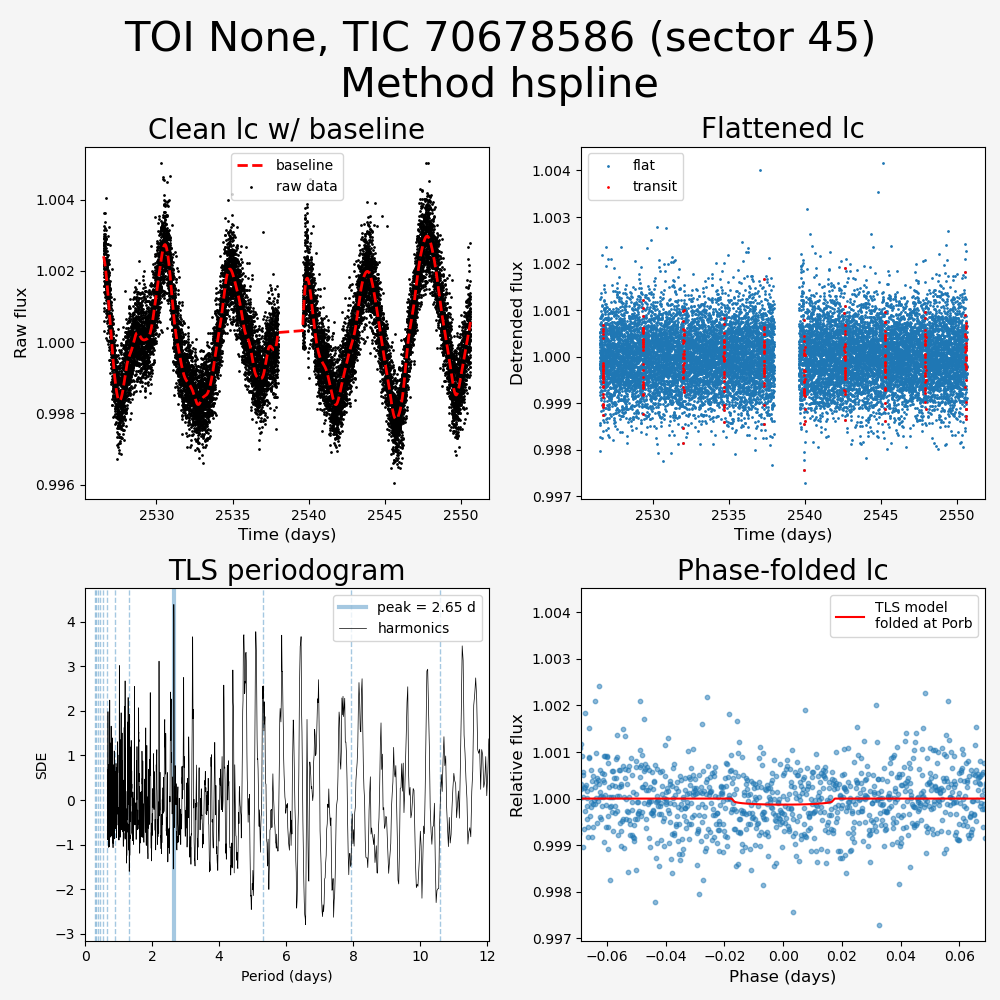 TOI None, TIC 70678586 (sector 45)
Method hspline
Clean lc w/ baseline
baseline
raw data
1.004
1.002
1.000
0.998
0.996
Raw flux
2530
2535
2540
2545
2550
Time (days)
Flattened lc
flat
transit
1.004
1.003
1.002
1.001
1.000
0.999
0.998
0.997
Detrended flux
2530
2535
2540
2545
2550
Time (days)
TLS periodogram
peak = 2.65 d
harmonics
4
3
2
1
0
−1
−2
−3
SDE
0
2
4
6
8
10
12
Period (days)
Phase-folded lc
TLS model
folded at Porb
1.004
1.003
1.002
1.001
1.000
0.999
0.998
0.997
Relative flux
−0.06
−0.04
−0.02
0.00
0.02
0.04
0.06
Phase (days)